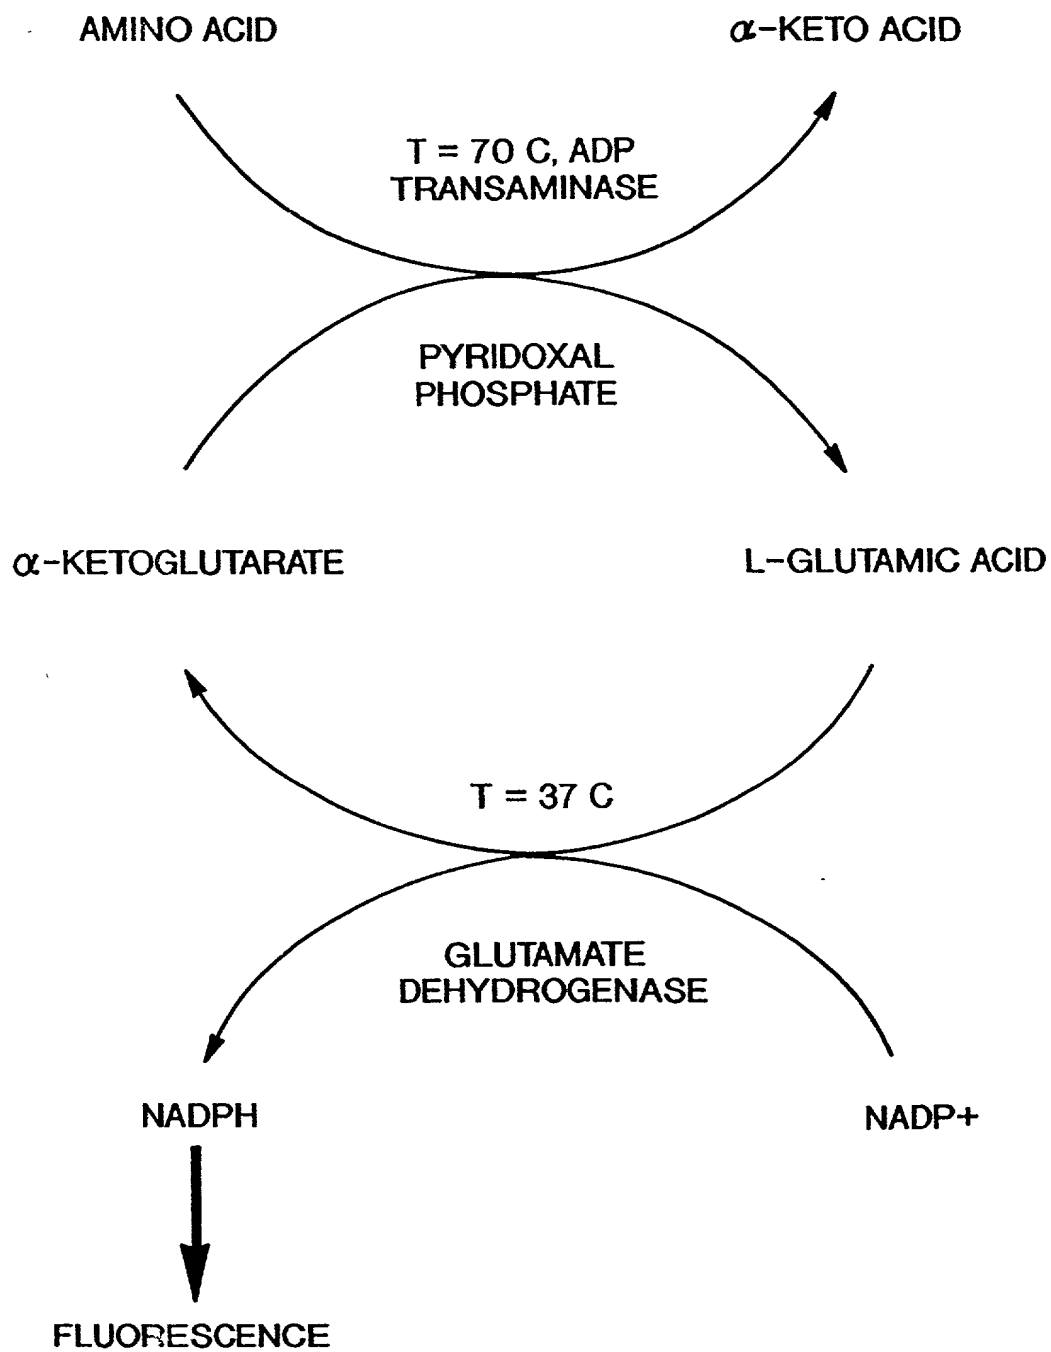 AMINO ACID
α-KETO ACID
T = 70 C, ADP
TRANSAMINASE
PYRIDOXAL
PHOSPHATE
α-KETOGLUTARATE
L-GLUTAMIC ACID
T = 37 C
GLUTAMATE
DEHYDROGENASE
NADPH
NADP+
FLUORESCENCE